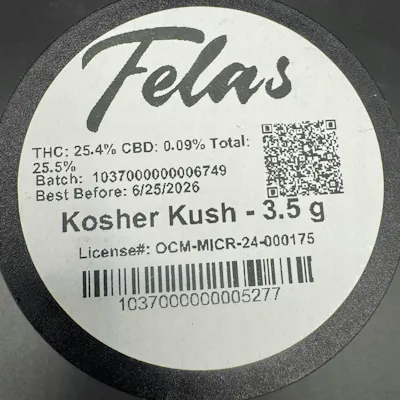 Felas
THC: 25.4% CBD: 0.09% Total:
25.5%
Batch: 1037000000006749
Best Before: 6/25/2026
Kosher Kush - 3.5 g
License#: OCM-MICR-24-000175
1037000000005277